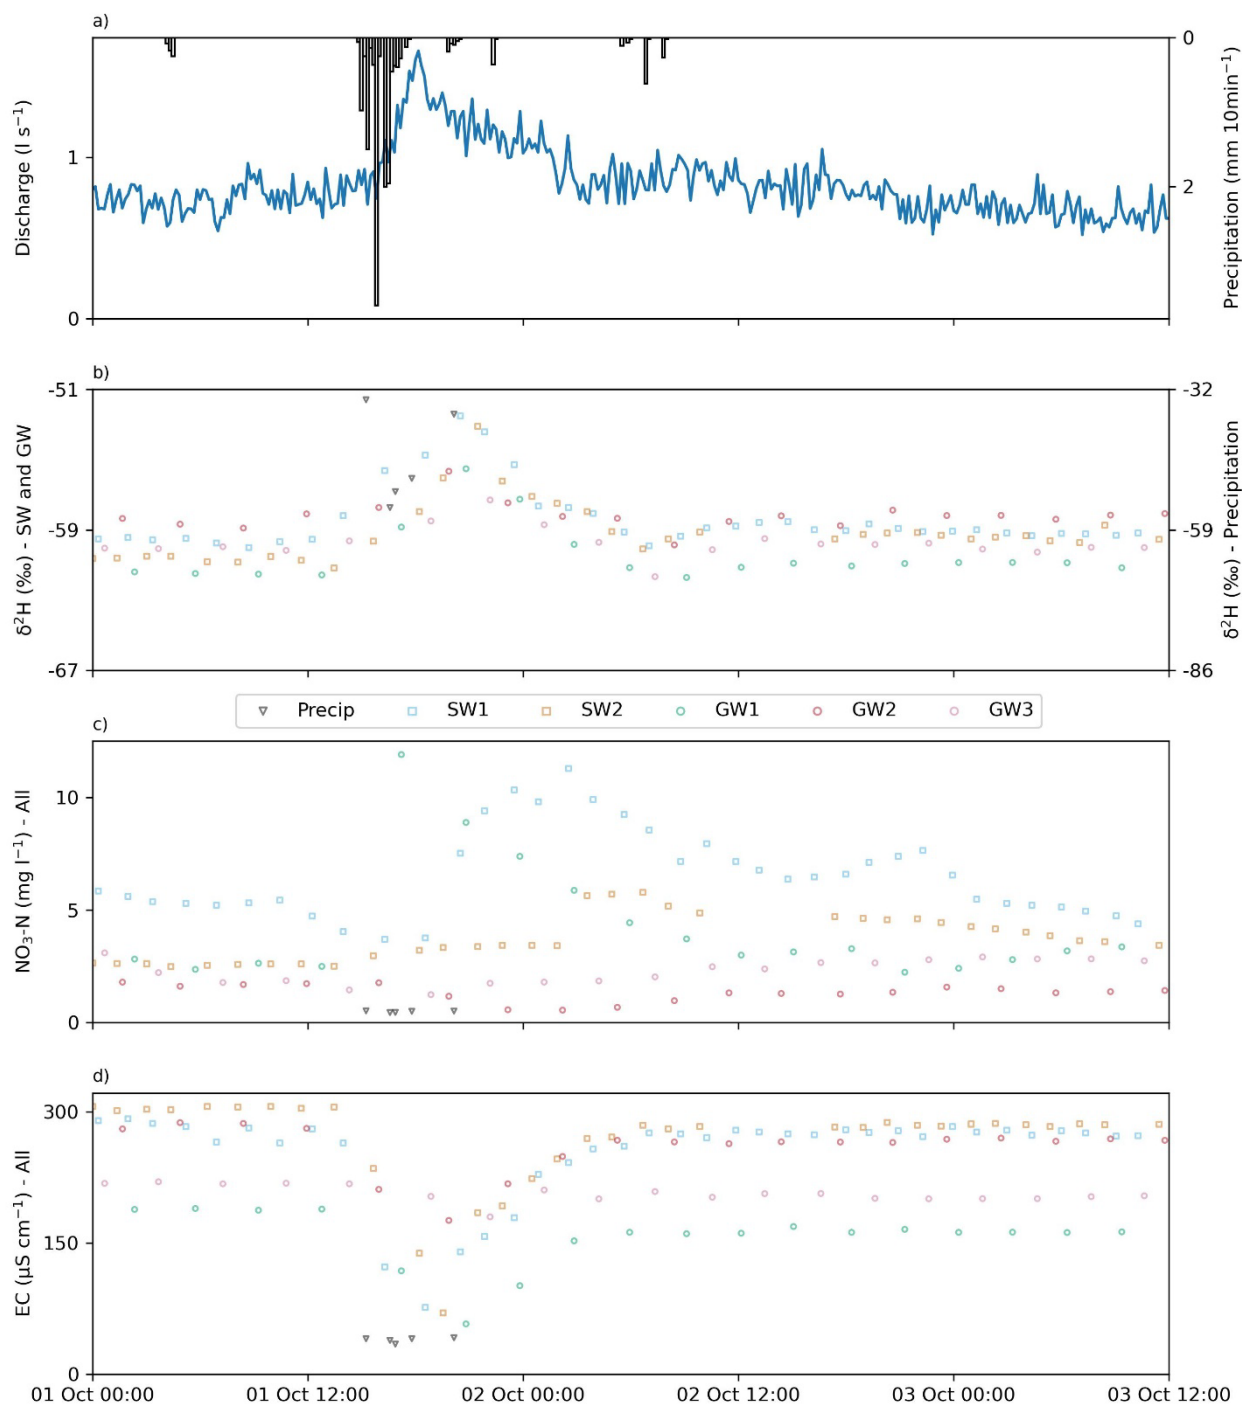 a)
Discharge (l s⁻¹)
1
0
0
2
Precipitation (mm 10min⁻¹)
b)
δ²H (‰) - SW and GW
-51
-59
-67
-32
-59
-86
δ²H (‰) - Precipitation
Precip SW1 SW2 GW1 GW2 GW3
c)
NO₃-N (mg l⁻¹) - All
10
5
0
d)
EC (µS cm⁻¹) - All
300
150
0
01 Oct 00:00 01 Oct 12:00 02 Oct 00:00 02 Oct 12:00 03 Oct 00:00 03 Oct 12:00